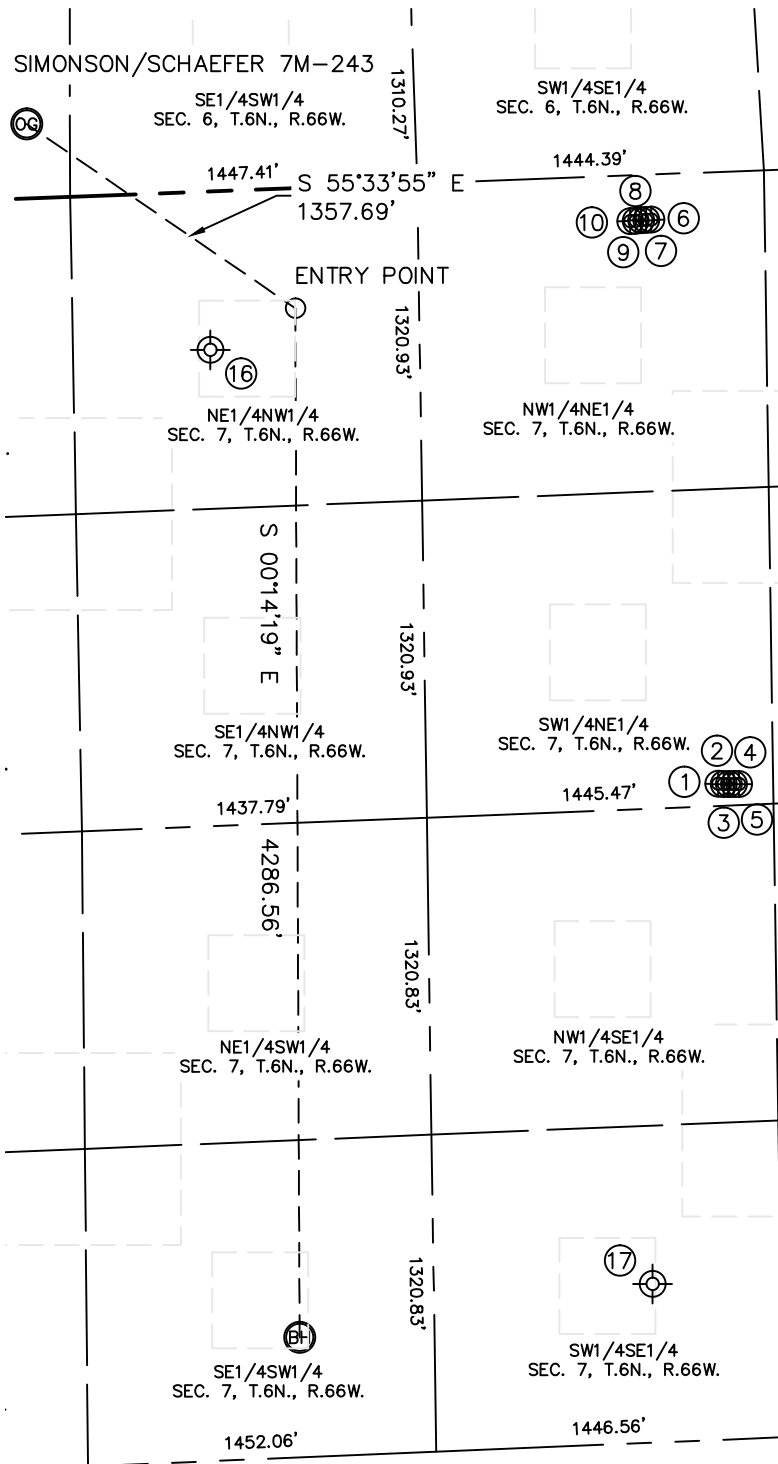 SIMONSON/SCHAEFER 7M-243
OG
SE1/4SW1/4
SEC. 6, T.6N., R.66W.
1310.27'
SW1/4SE1/4
SEC. 6, T.6N., R.66W.
1447.41'
S 55°33'55" E
1357.69'
1444.39'
8
10
6
9
7
ENTRY POINT
1320.93'
16
NE1/4NW1/4
SEC. 7, T.6N., R.66W.
NW1/4NE1/4
SEC. 7, T.6N., R.66W.
S 00°14'19" E
1320.93'
SE1/4NW1/4
SEC. 7, T.6N., R.66W.
SW1/4NE1/4
SEC. 7, T.6N., R.66W.
2
4
1
3
5
1437.79'
1445.47'
4286.56'
1320.83'
NE1/4SW1/4
SEC. 7, T.6N., R.66W.
NW1/4SE1/4
SEC. 7, T.6N., R.66W.
17
1320.83'
BH
SE1/4SW1/4
SEC. 7, T.6N., R.66W.
SW1/4SE1/4
SEC. 7, T.6N., R.66W.
1452.06'
1446.56'